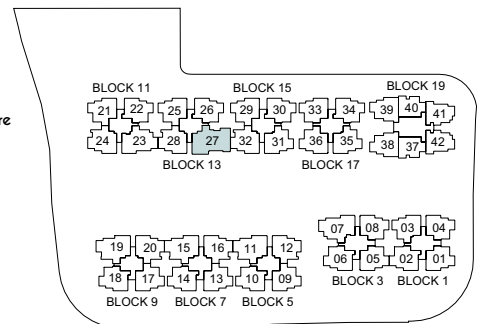 BLOCK 11 BLOCK 15 BLOCK 19
21 22 25 26 29 30 33 34 39 40 41
re
24 23 28 27 32 31 36 35 38 37 42
BLOCK 13 BLOCK 17
07 08 03 04
19 20 15 16 11 12
06 05 02 01
18 17 14 13 10 09
BLOCK 3 BLOCK 1
BLOCK 9 BLOCK 7 BLOCK 5